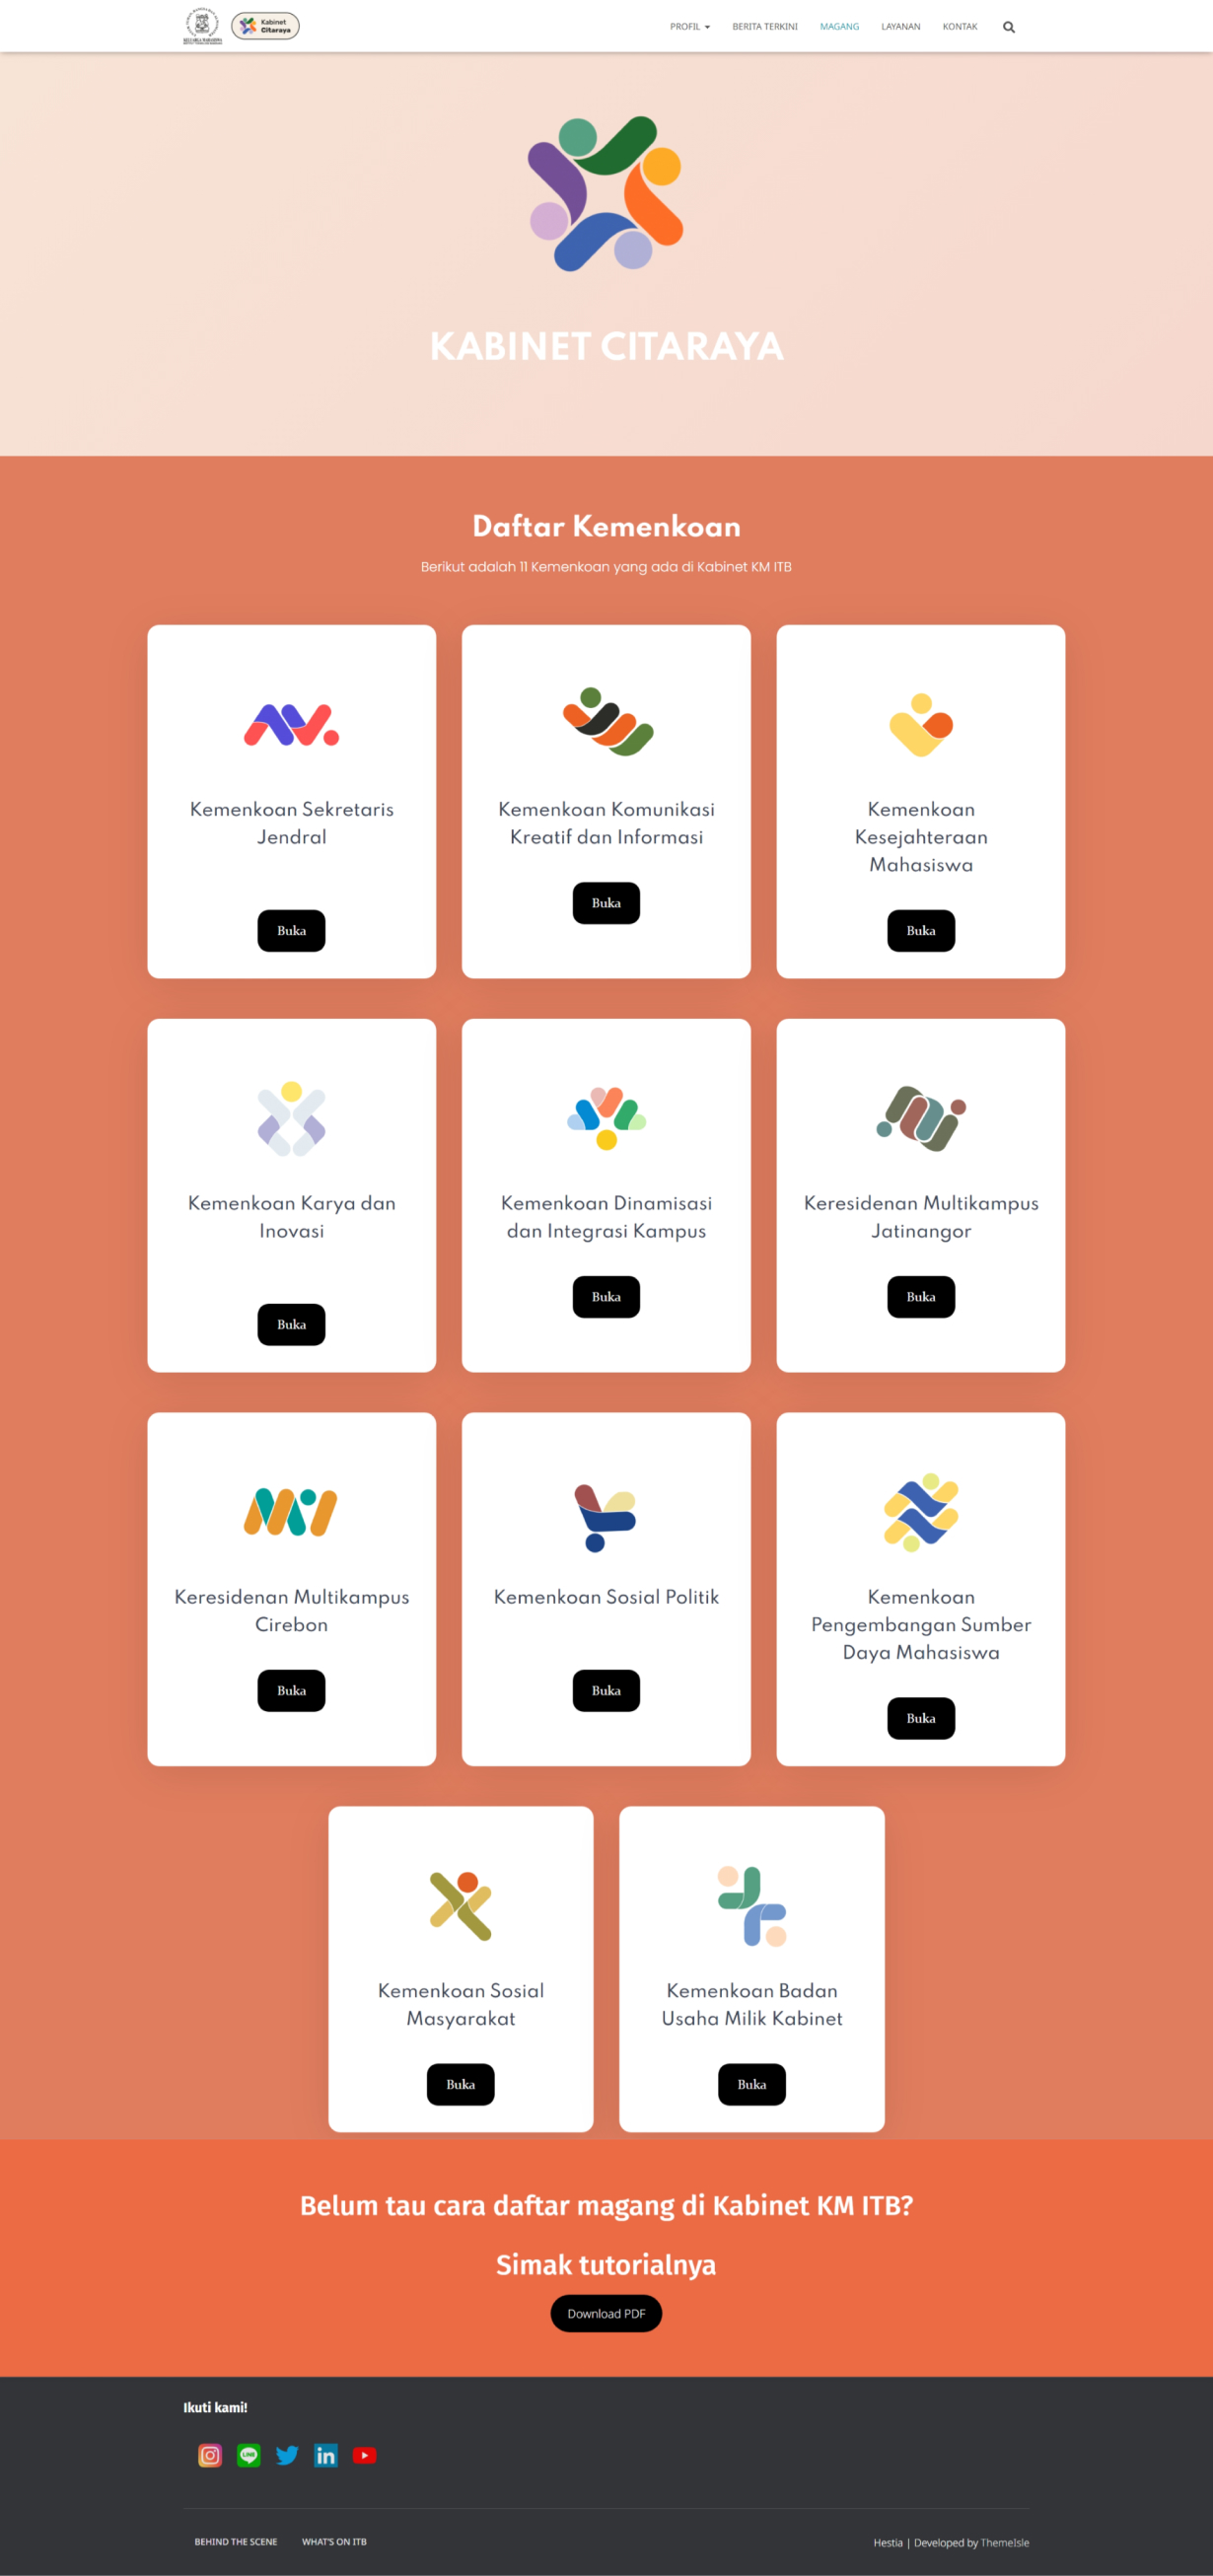 Kabinet
Citaraya
PROFIL
BERITA TERKINI
MAGANG
LAYANAN
KONTAK
KABINET CITARAYA
Daftar Kemenkoan
Berikut adalah 11 Kemenkoan yang ada di Kabinet KM ITB
Kemenkoan Sekretaris
Jendral
Buka
Kemenkoan Komunikasi
Kreatif dan Informasi
Buka
Kemenkoan
Kesejahteraan
Mahasiswa
Buka
Kemenkoan Karya dan
Inovasi
Buka
Kemenkoan Dinamisasi
dan Integrasi Kampus
Buka
Keresidenan Multikampus
Jatinangor
Buka
Keresidenan Multikampus
Cirebon
Buka
Kemenkoan Sosial Politik
Buka
Kemenkoan
Pengembangan Sumber
Daya Mahasiswa
Buka
Kemenkoan Sosial
Masyarakat
Buka
Kemenkoan Badan
Usaha Milik Kabinet
Buka
Belum tau cara daftar magang di Kabinet KM ITB?
Simak tutorialnya
Download PDF
Ikuti kami!
LINE
in
BEHIND THE SCENE
WHAT'S ON ITB
Hestia | Developed by ThemeIsle